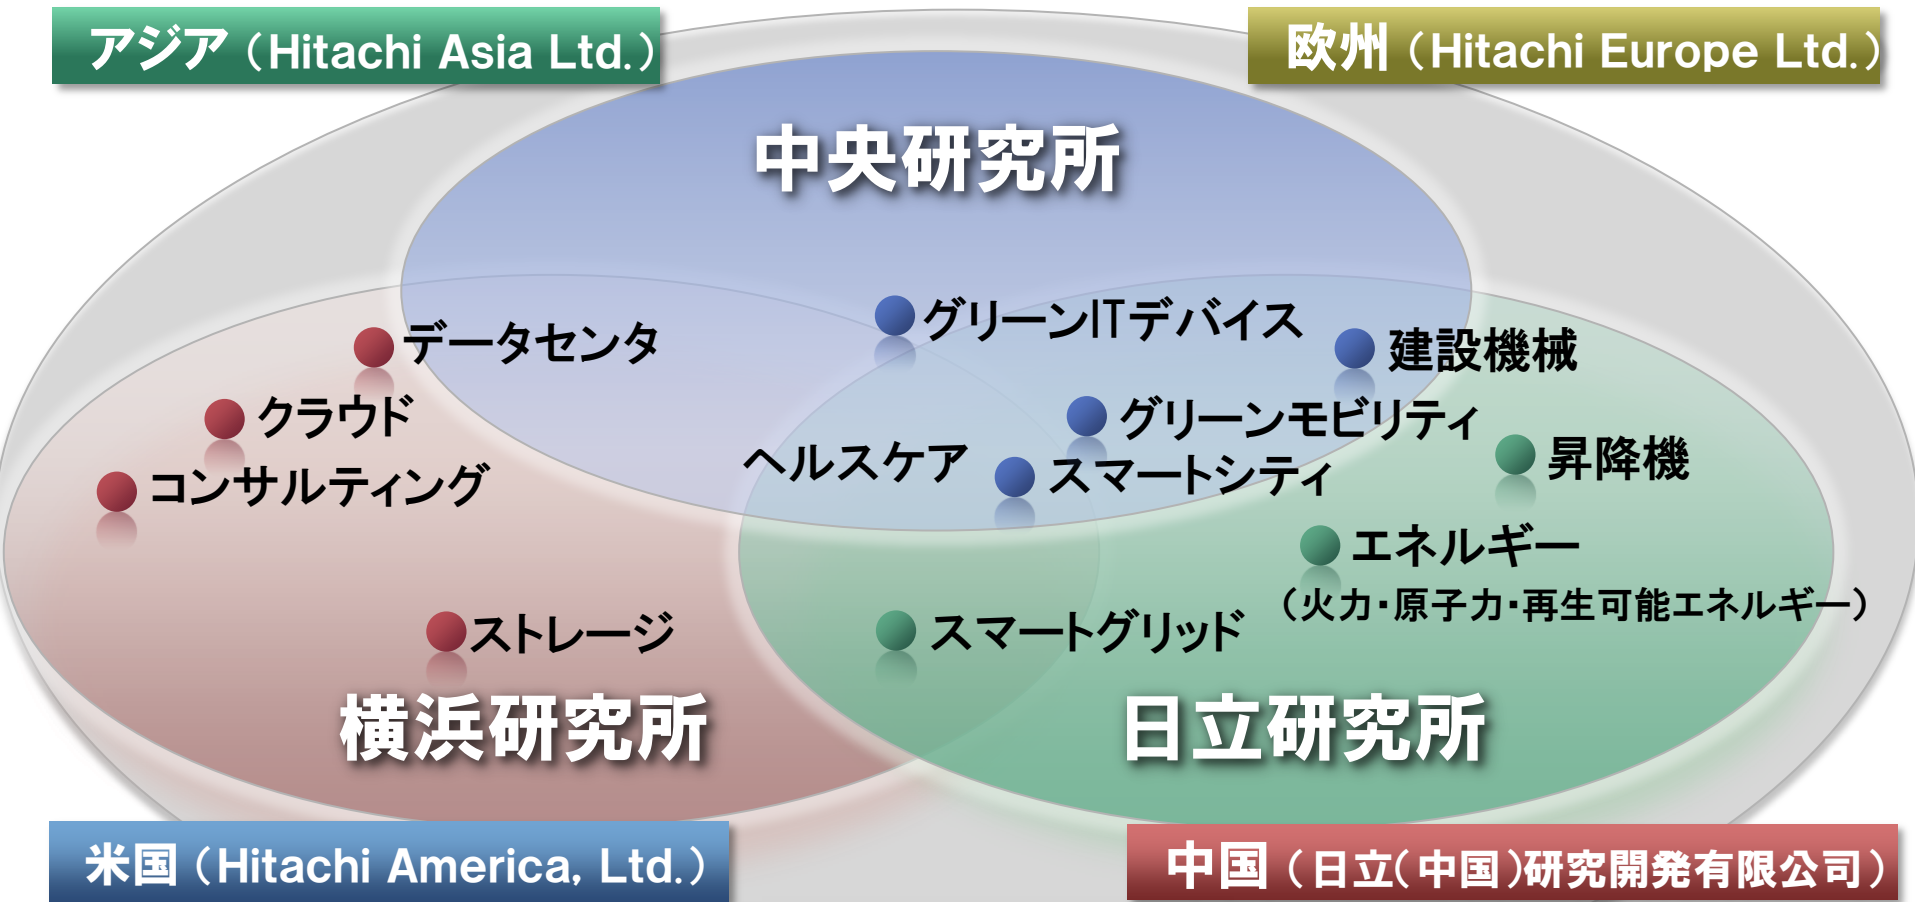 アジア（Hitachi Asia Ltd.）
欧州（Hitachi Europe Ltd.）
中央研究所
グリーンITデバイス
データセンタ
建設機械
クラウド
グリーンモビリティ
ヘルスケア
昇降機
コンサルティング
スマートシティ
エネルギー
（火力・原子力・再生可能エネルギー）
ストレージ
スマートグリッド
横浜研究所
日立研究所
米国（Hitachi America, Ltd.）
中国（日立（中国）研究開発有限公司）